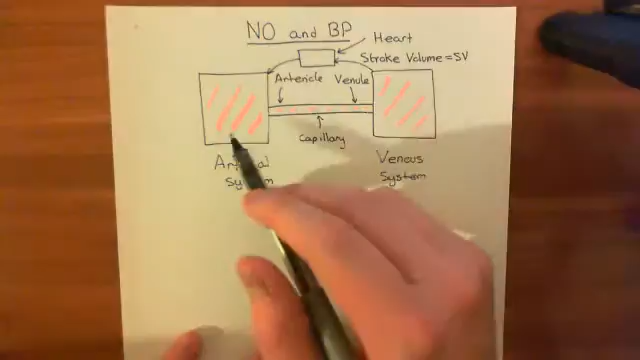 NO and BP
Heart
Stroke Volume = SV
Arteriole Venule
Capillary
Venous
System